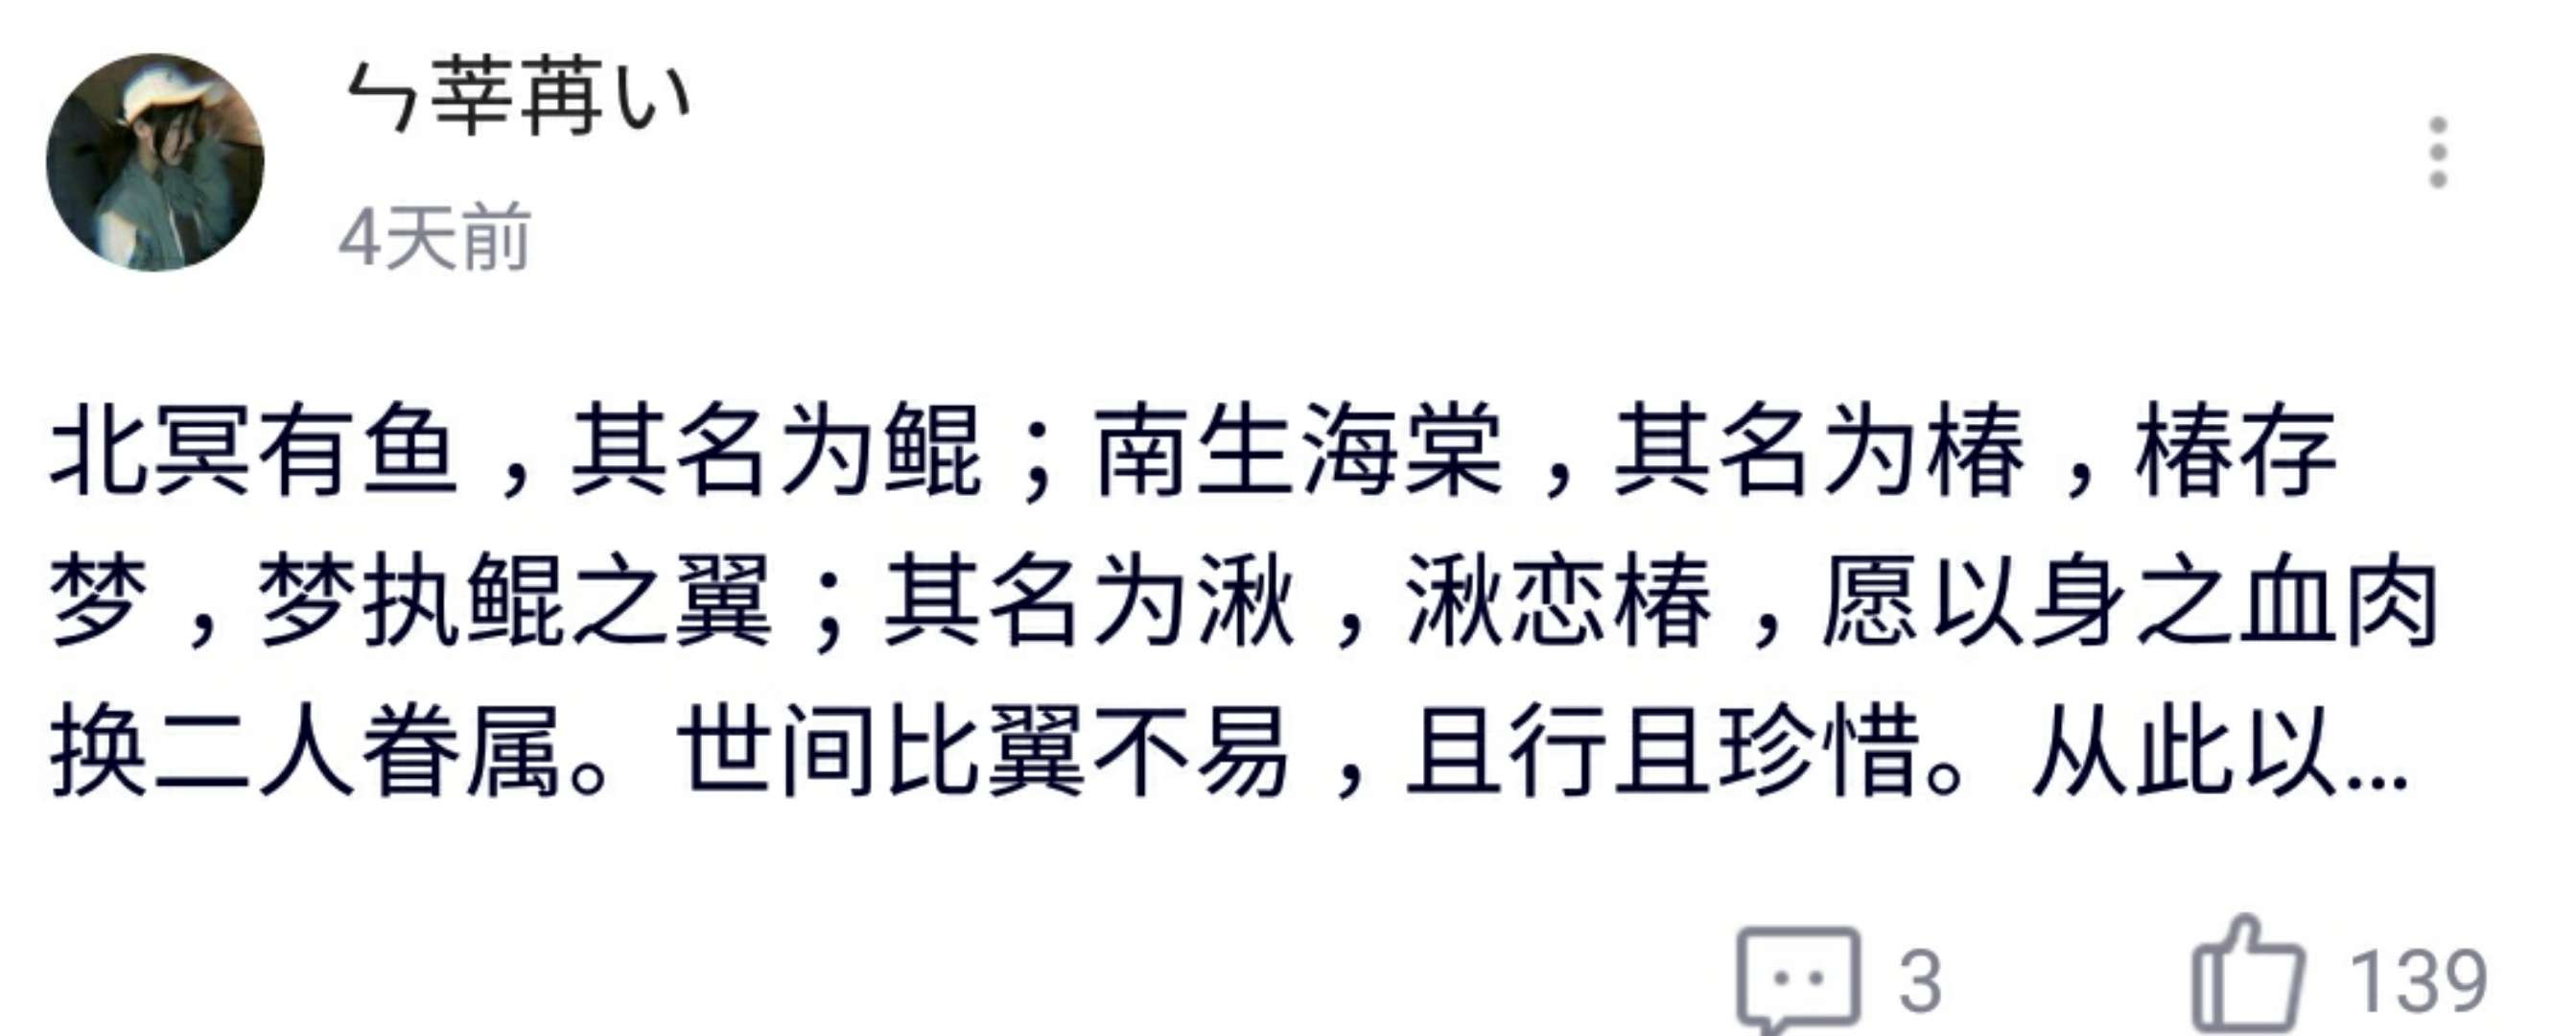 ㄣ莘苒い
4天前
北冥有鱼，其名为鲲；南生海棠，其名为椿，椿存
梦，梦执鲲之翼；其名为湫，湫恋椿，愿以身之血肉
换二人眷属。世间比翼不易，且行且珍惜。从此以...
3 139